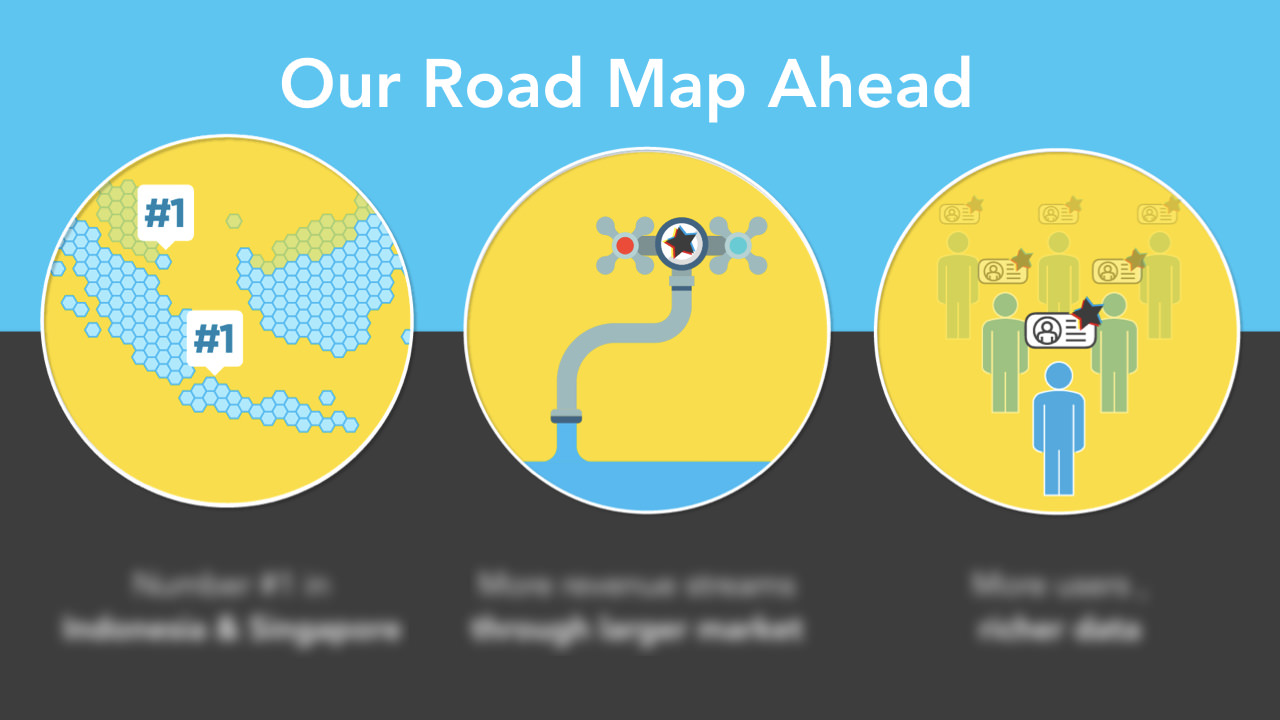 Our Road Map Ahead
#1
#1
Number #1 in
Indonesia & Singapore
More revenue streams
through larger market
More users,
richer data